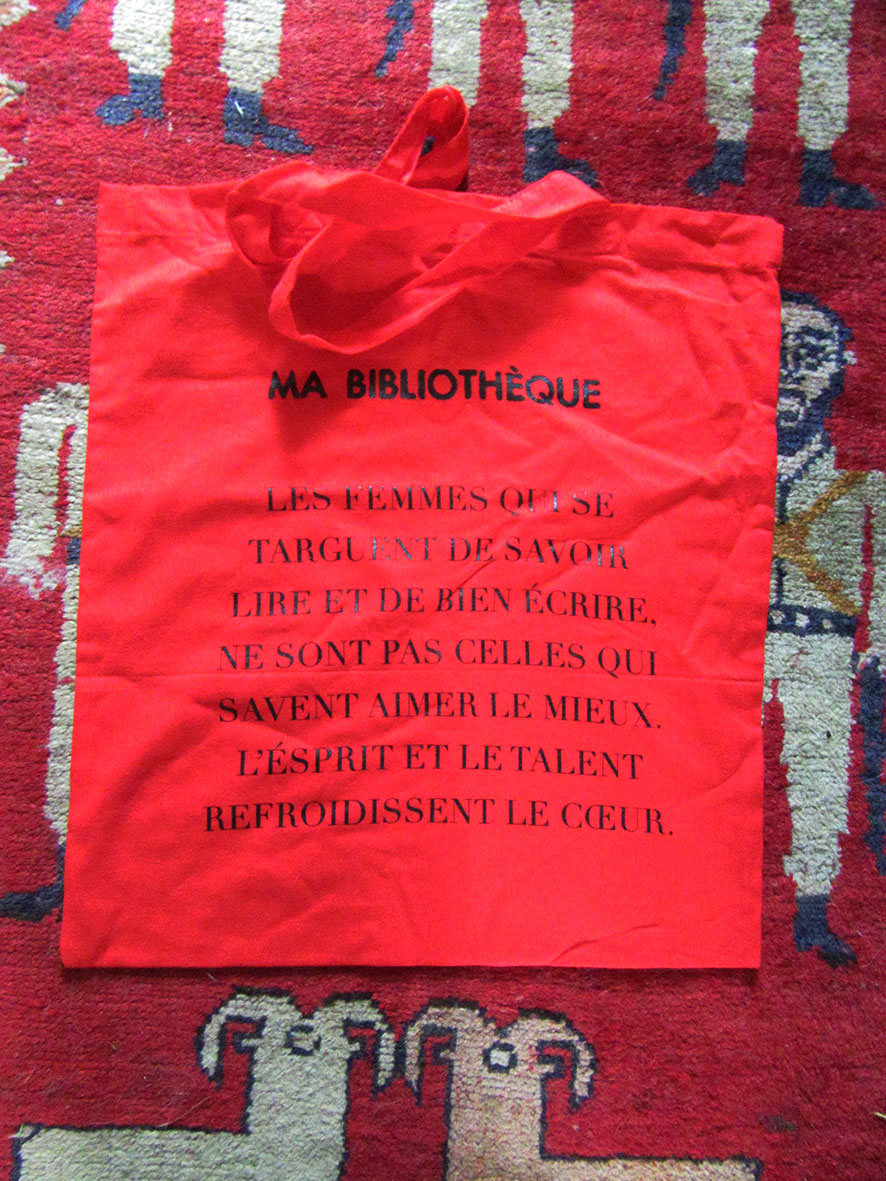 MA BIBLIOTHÈQUE
LES FEMMES QUI SE
TARGUENT DE SAVOIR
LIRE ET DE BIEN ÉCRIRE,
NE SONT PAS CELLES QUI
SAVENT AIMER LE MIEUX.
L'ÉSPRIT ET LE TALENT
REFROIDISSENT LE CŒUR.